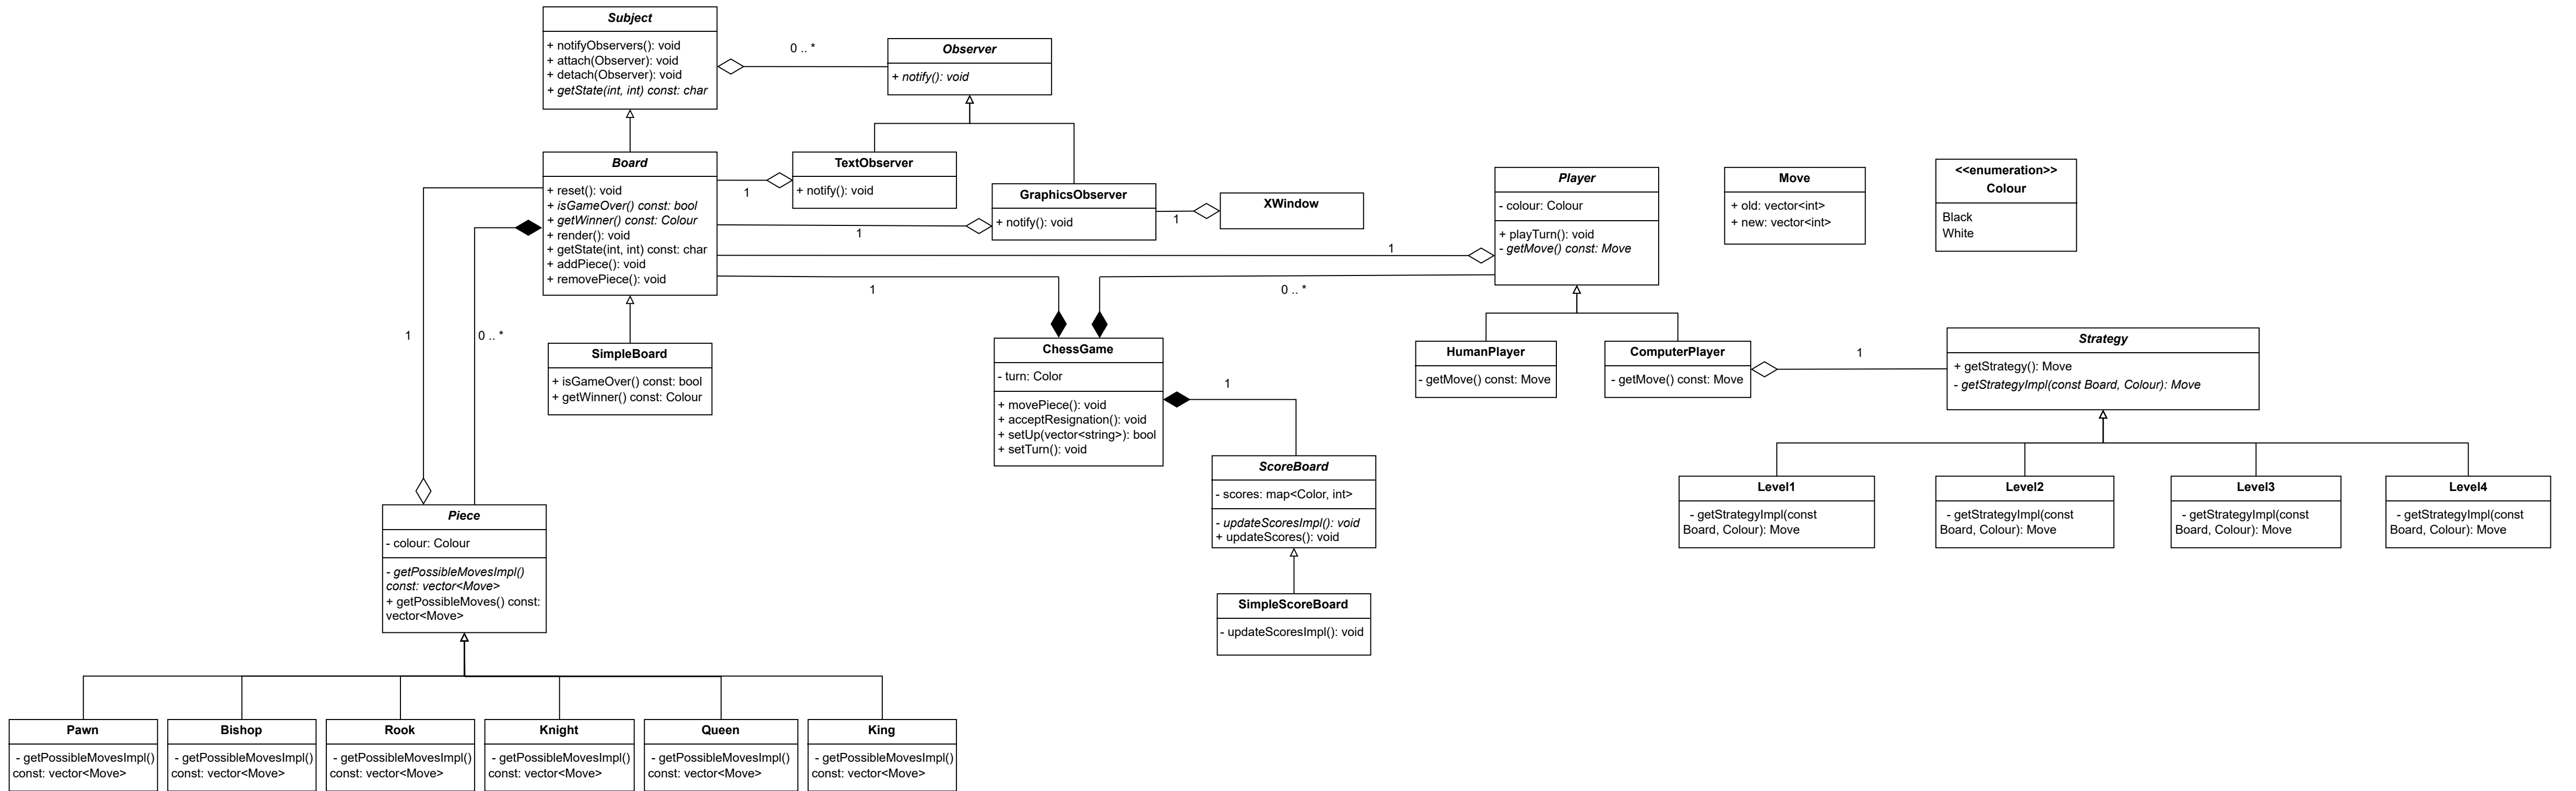 Subject
+ notifyObservers(): void
+ attach(Observer): void
+ detach(Observer): void
+ getState(int, int) const: char
0 .. *
Observer
+ notify(): void
Board
+ reset(): void
+ isGameOver() const: bool
+ getWinner() const: Colour
+ render(): void
+ getState(int, int) const: char
+ addPiece(): void
+ removePiece(): void
1
TextObserver
+ notify(): void
1
GraphicsObserver
+ notify(): void
1
XWindow
1
Player
- colour: Colour
+ playTurn(): void
- getMove() const: Move
Move
+ old: vector<int>
+ new: vector<int>
<<enumeration>>
Colour
Black
White
1
0 .. *
1
0 .. *
SimpleBoard
+ isGameOver() const: bool
+ getWinner() const: Colour
ChessGame
- turn: Color
+ movePiece(): void
+ acceptResignation(): void
+ setUp(vector<string>): bool
+ setTurn(): void
1
HumanPlayer
- getMove() const: Move
ComputerPlayer
- getMove() const: Move
1
Strategy
+ getStrategy(): Move
- getStrategyImpl(const Board, Colour): Move
ScoreBoard
- scores: map<Color, int>
- updateScoresImpl(): void
+ updateScores(): void
SimpleScoreBoard
- updateScoresImpl(): void
Level1
- getStrategyImpl(const
Board, Colour): Move
Level2
- getStrategyImpl(const
Board, Colour): Move
Level3
- getStrategyImpl(const
Board, Colour): Move
Level4
- getStrategyImpl(const
Board, Colour): Move
Piece
- colour: Colour
- getPossibleMovesImpl()
const: vector<Move>
+ getPossibleMoves() const:
vector<Move>
Pawn
- getPossibleMovesImpl()
const: vector<Move>
Bishop
- getPossibleMovesImpl()
const: vector<Move>
Rook
- getPossibleMovesImpl()
const: vector<Move>
Knight
- getPossibleMovesImpl()
const: vector<Move>
Queen
- getPossibleMovesImpl()
const: vector<Move>
King
- getPossibleMovesImpl()
const: vector<Move>